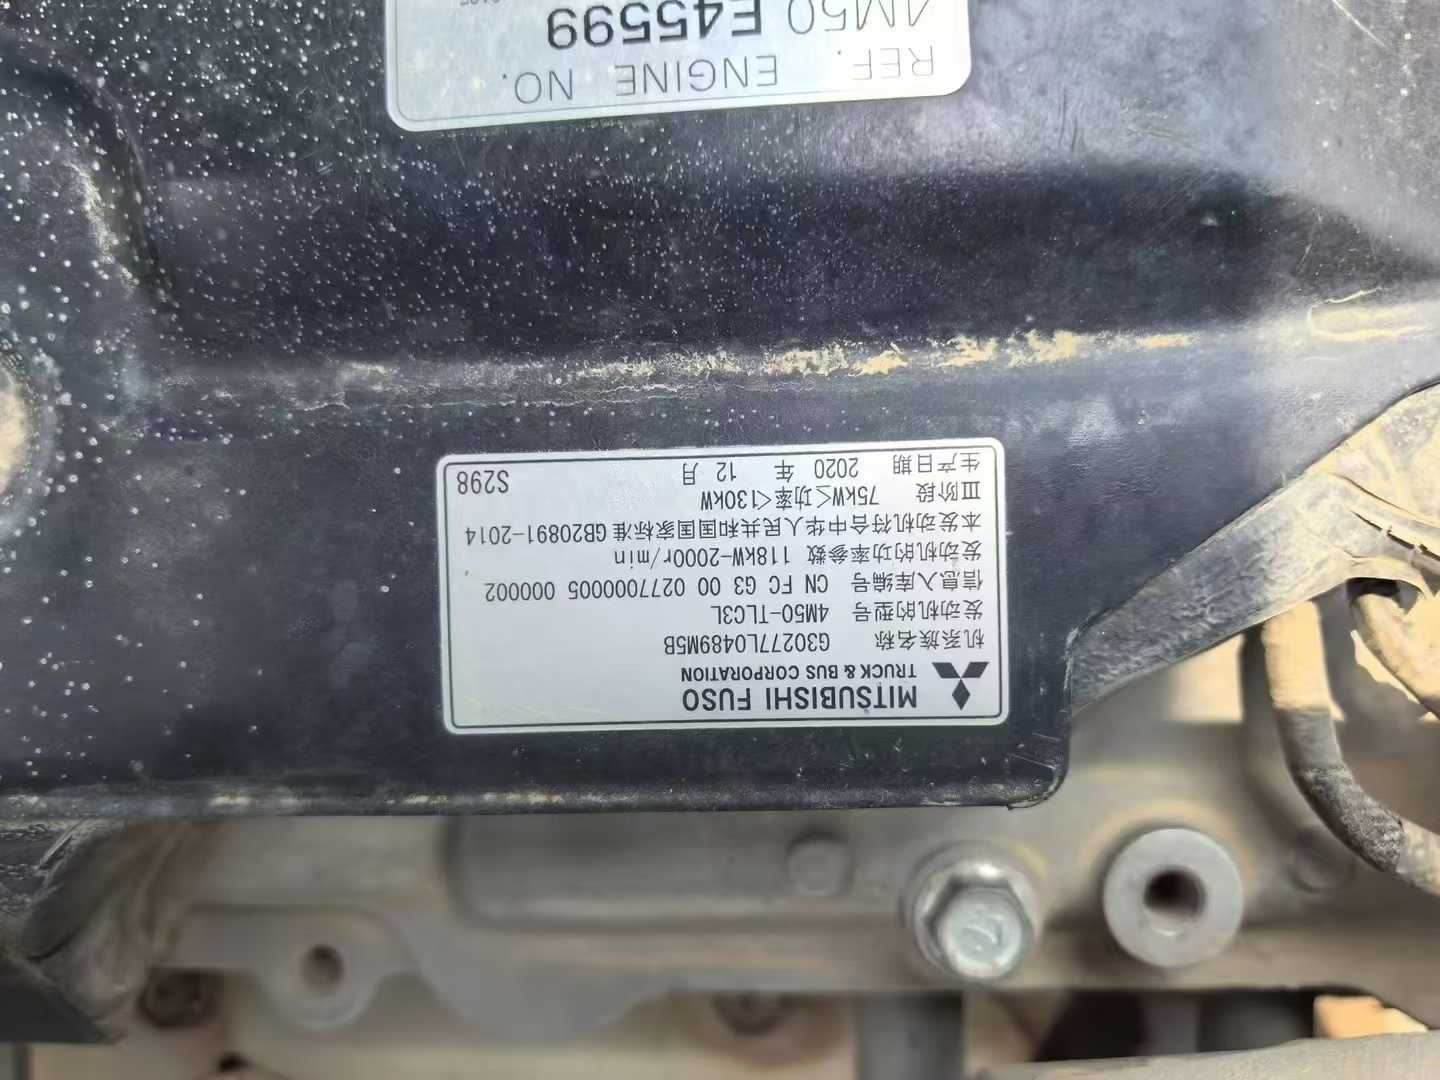 MITSUBISHI FUSO
TRUCK & BUS CORPORATION
机系族名称 G30277L0489M5B
发动机的型号 4M50-TLC3L
信息入库编号 CN FC G3 00 0277000005 000002
发动机的功率参数 118kW-2000r/min
本发动机符合中华人民共和国国家标准 GB20891-2014
III阶段 75kW≤功率<130kW
生产日期 2020 年 12 月 S298
REF. ENGINE NO.
4M50 E45599